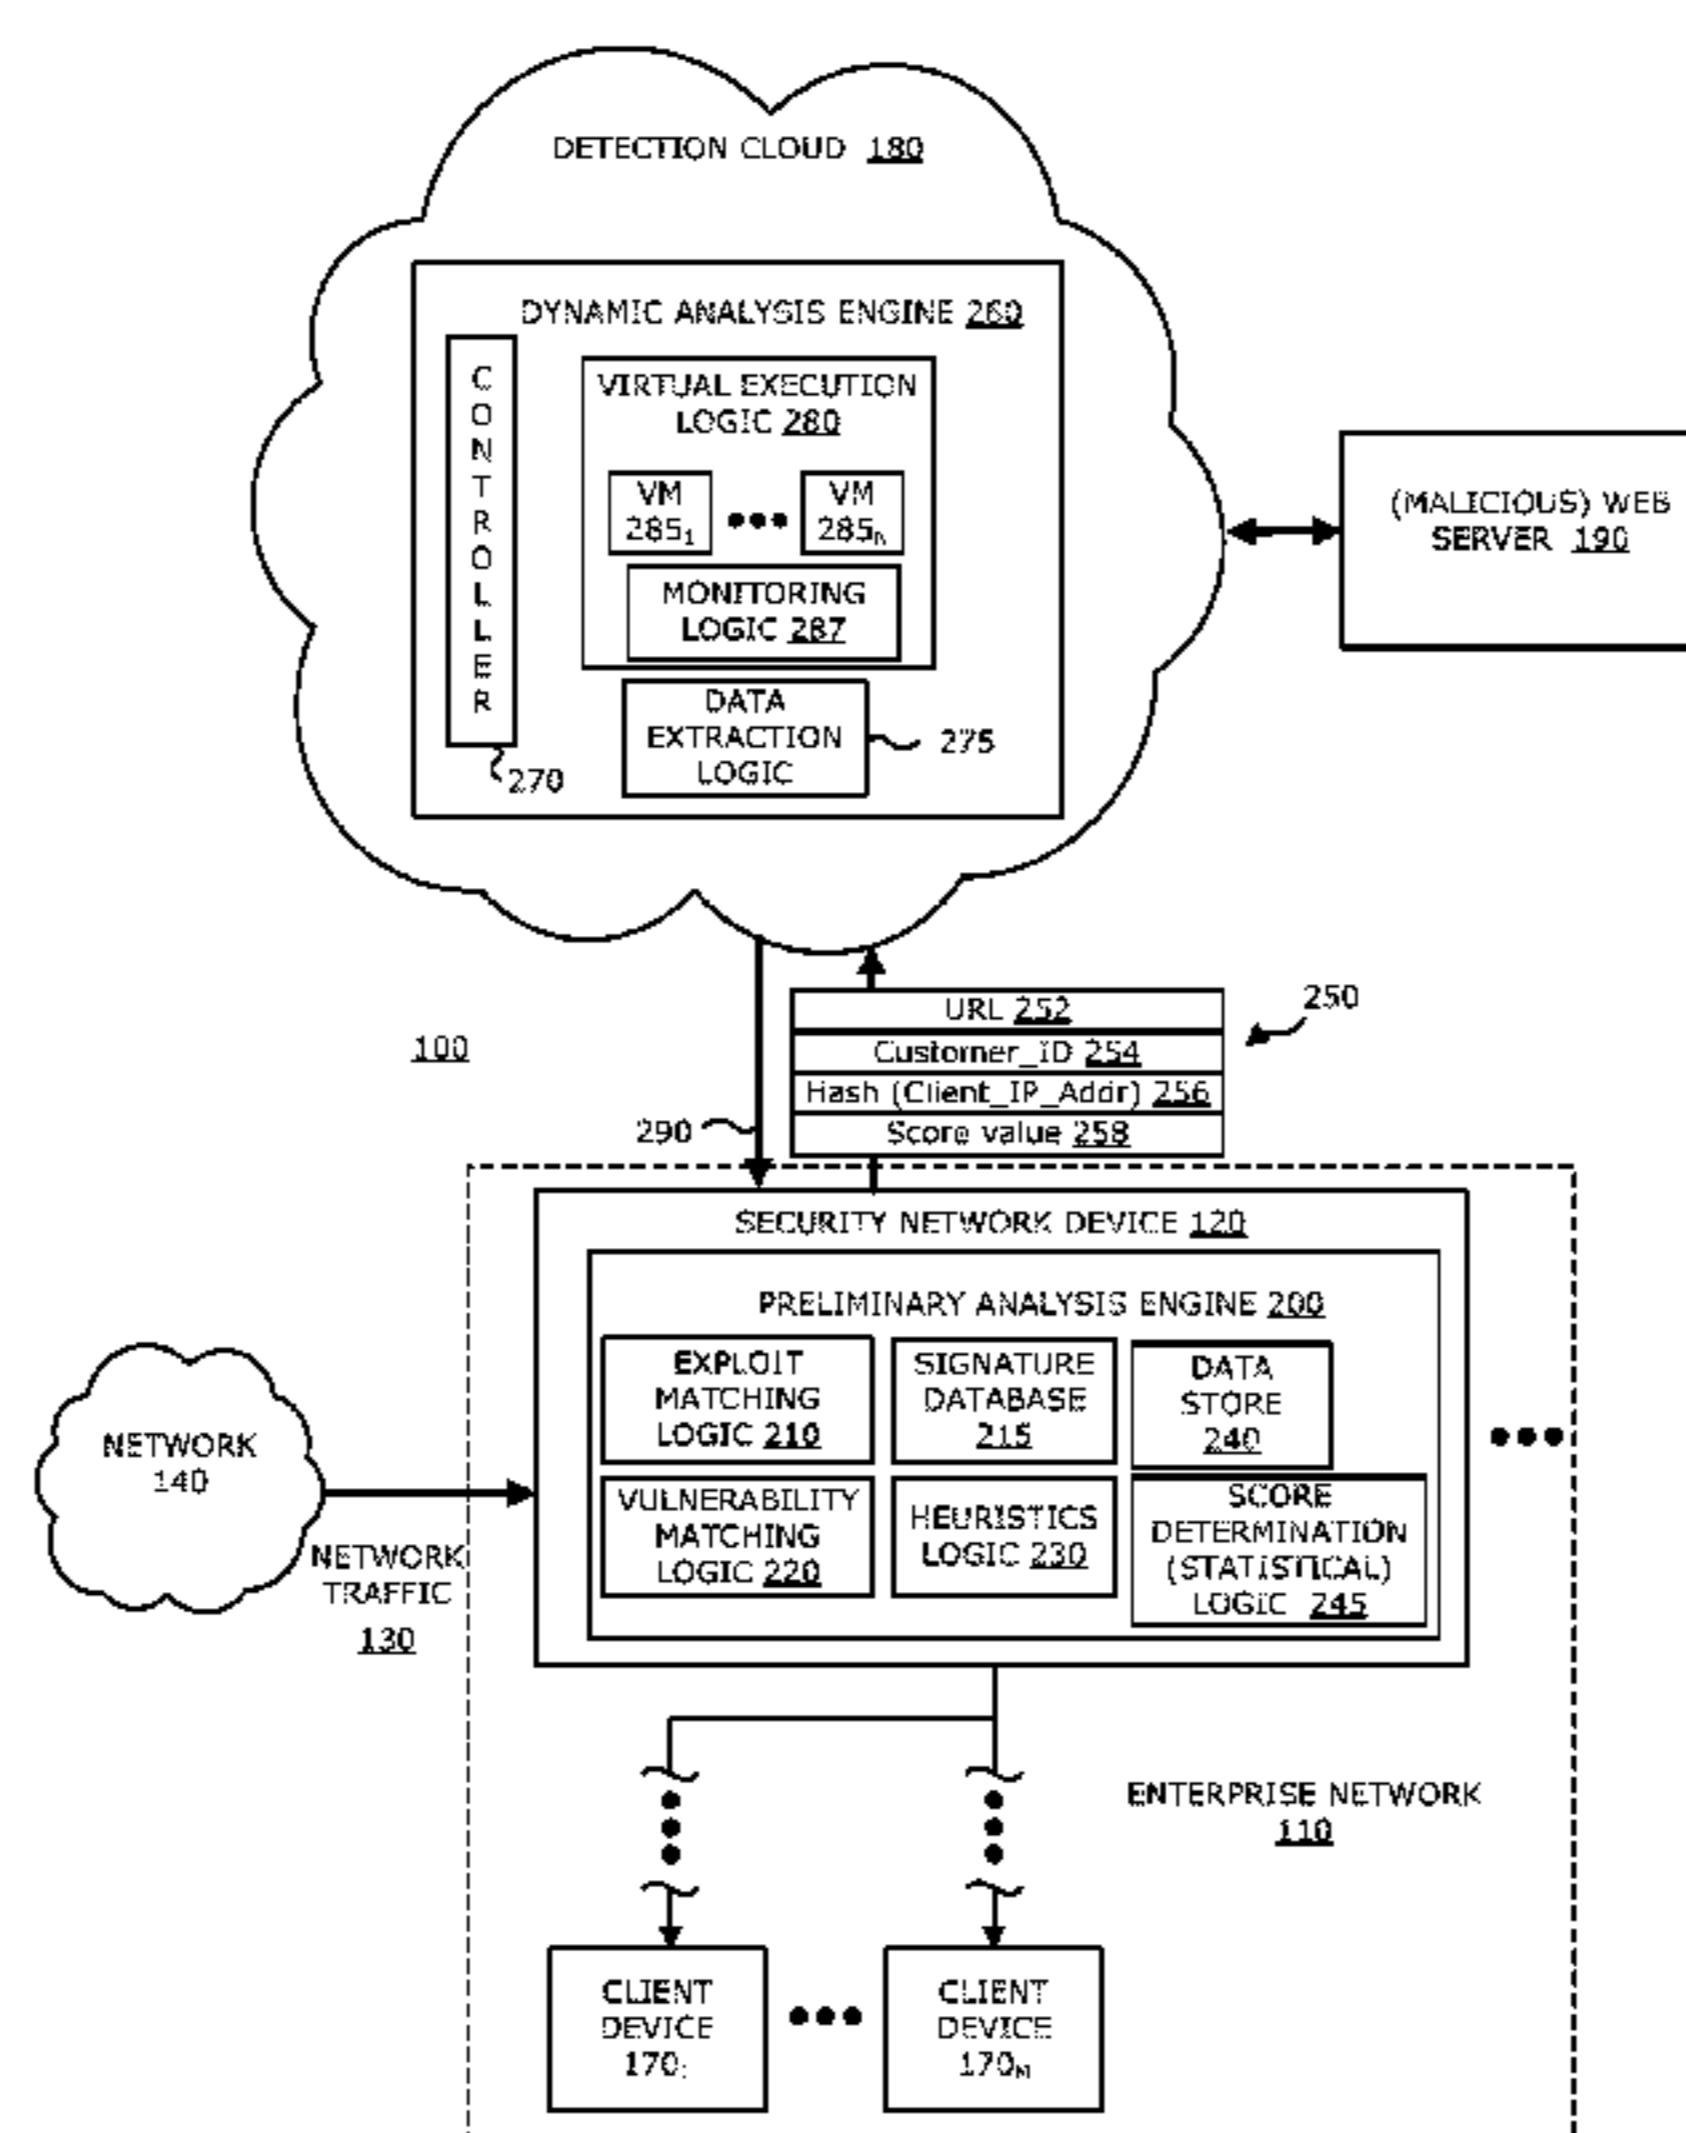 DETECTION CLOUD 180
DYNAMIC ANALYSIS ENGINE 260
CONTROLLER
270
VIRTUAL EXECUTION
LOGIC 280
VM
285₁
VM
285ₙ
MONITORING
LOGIC 287
DATA
EXTRACTION
LOGIC
275
(MALICIOUS) WEB
SERVER 190
100
290
URL 252
Customer_ID 254
Hash (Client_IP_Addr) 256
Score value 258
250
SECURITY NETWORK DEVICE 120
PRELIMINARY ANALYSIS ENGINE 200
EXPLOIT
MATCHING
LOGIC 210
SIGNATURE
DATABASE
215
DATA
STORE
240
VULNERABILITY
MATCHING
LOGIC 220
HEURISTICS
LOGIC 230
SCORE
DETERMINATION
(STATISTICAL)
LOGIC 245
NETWORK
140
NETWORK
TRAFFIC
130
ENTERPRISE NETWORK
110
CLIENT
DEVICE
170₁
CLIENT
DEVICE
170M